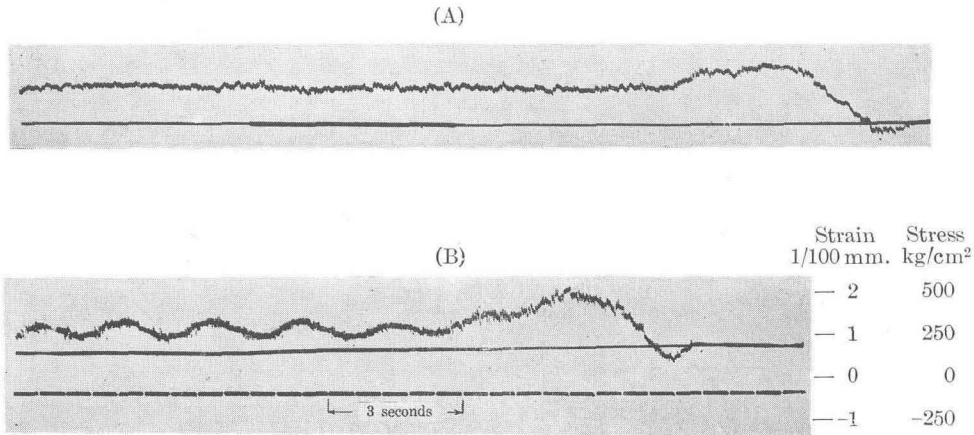 (A)
(B)
Strain Stress
1/100 mm. kg/cm²
— 2 500
— 1 250
— 0 0
— -1 -250
3 seconds